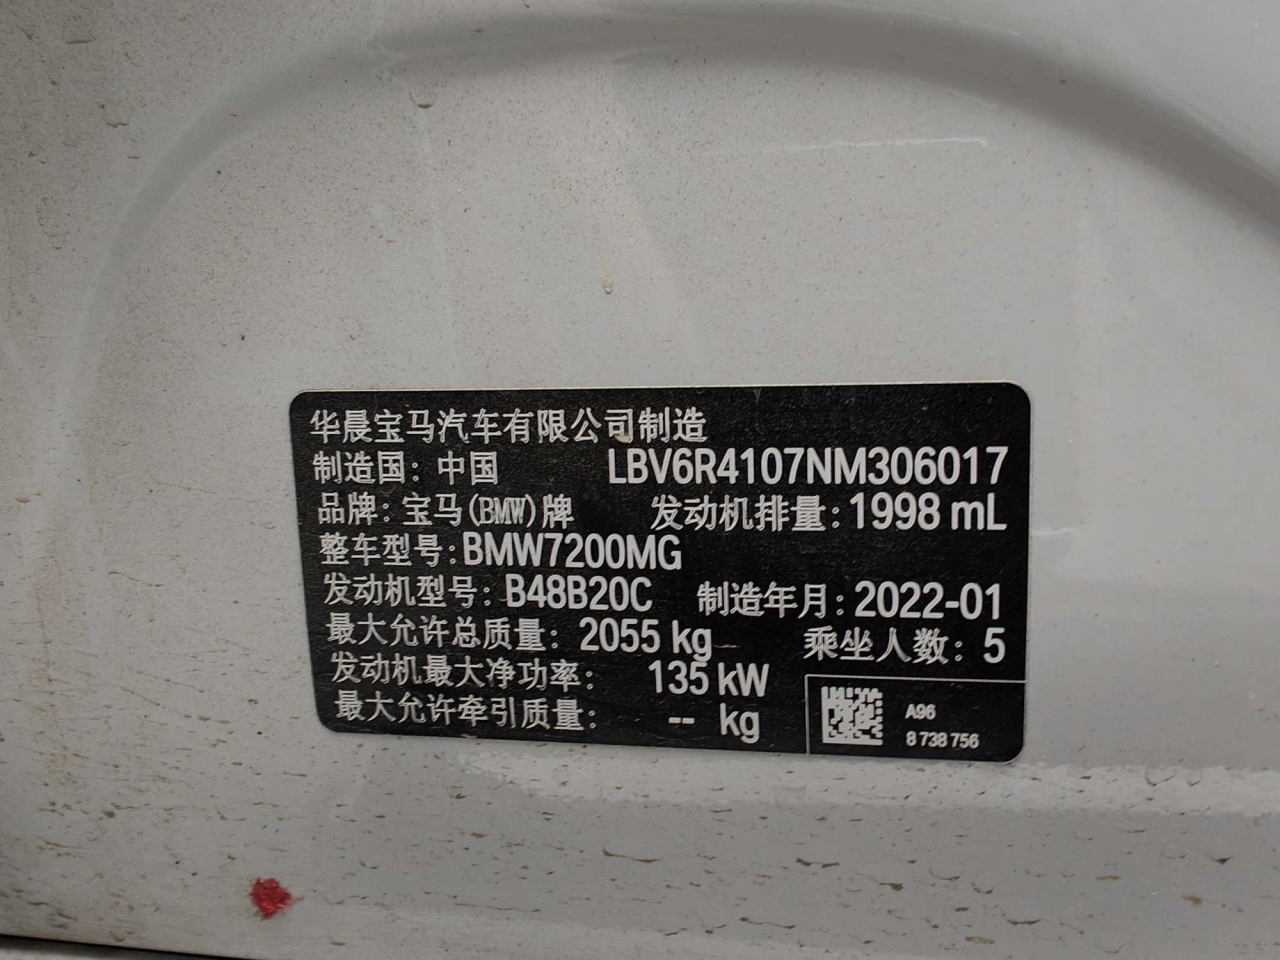 华晨宝马汽车有限公司制造
制造国：中国 LBV6R4107NM306017
品牌：宝马(BMW)牌 发动机排量：1998 mL
整车型号：BMW7200MG
发动机型号：B48B20C 制造年月：2022-01
最大允许总质量：2055 kg 乘坐人数：5
发动机最大净功率：135 kW
最大允许牵引质量：-- kg
A96
8 738 756